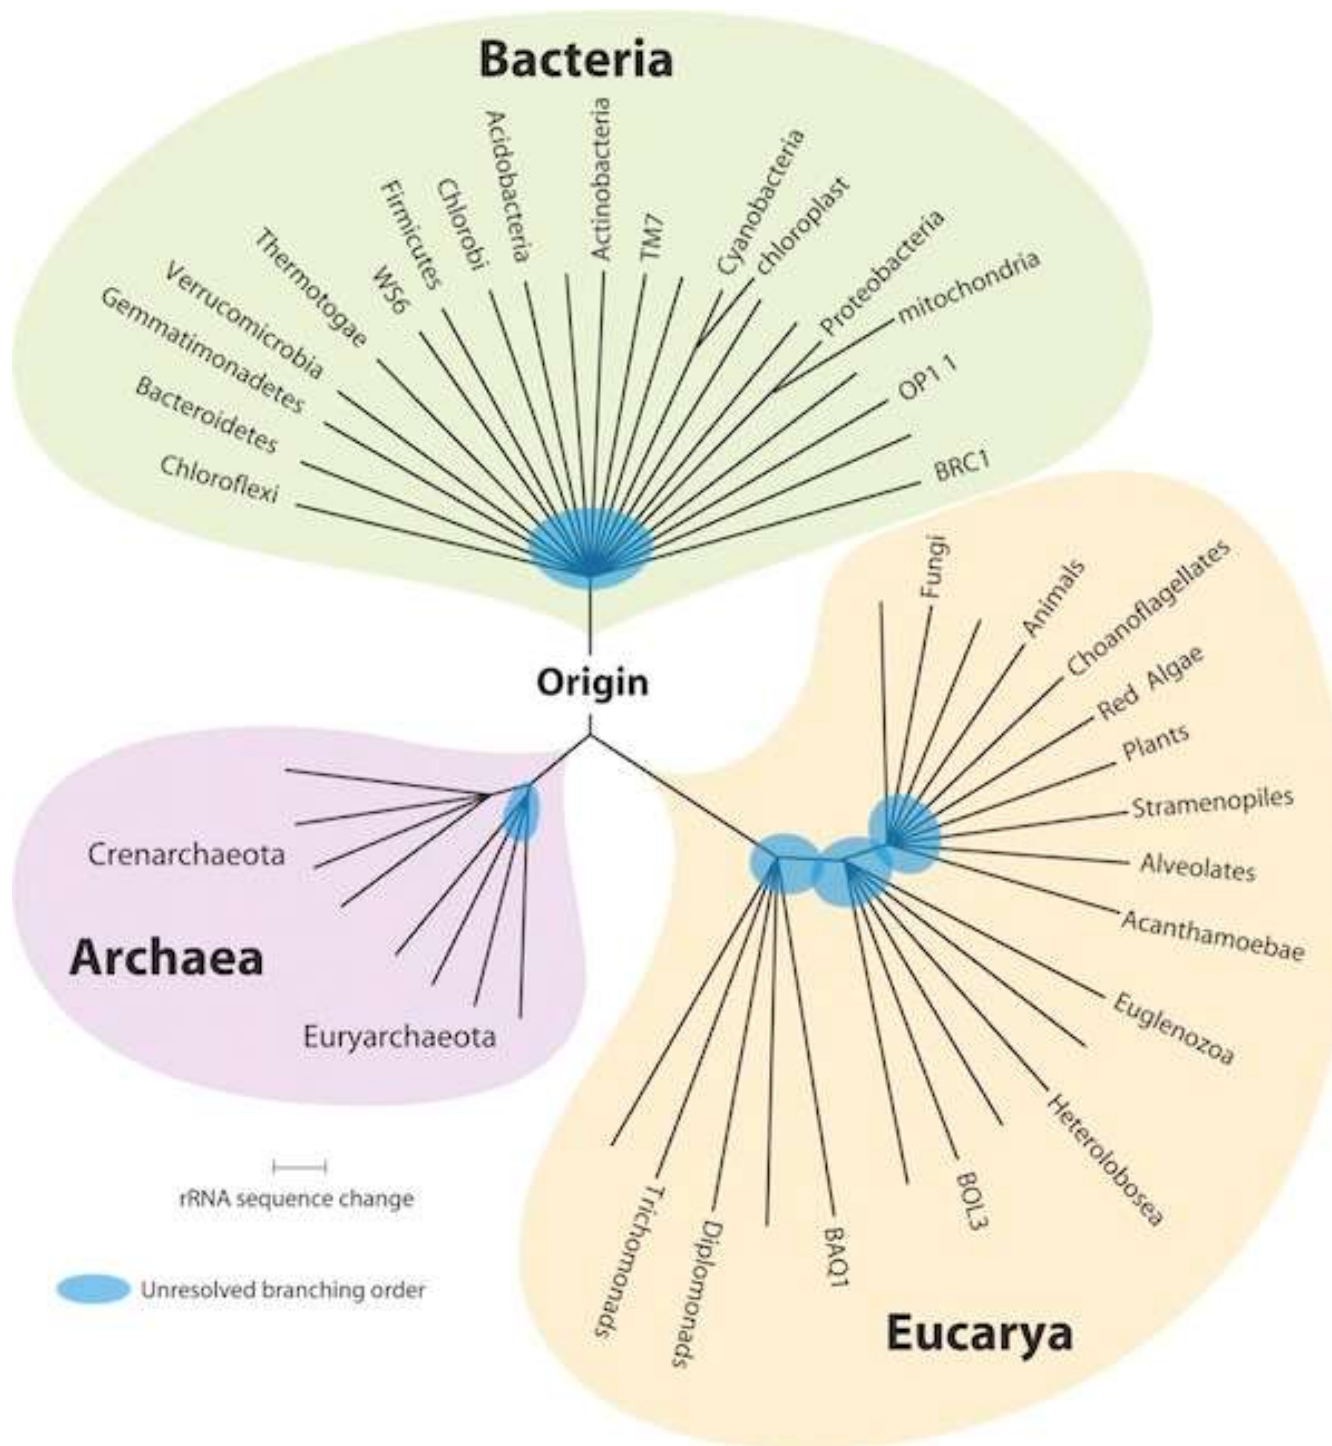 Bacteria
Chloroflexi
Bacteroidetes
Gemmatimonadetes
Verrucomicrobia
Thermotogae
WS6
Firmicutes
Chlorobi
Acidobacteria
Actinobacteria
TM7
Cyanobacteria
chloroplast
Proteobacteria
mitochondria
OP1 1
BRC1
Origin
Fungi
Animals
Choanoflagellates
Red Algae
Plants
Stramenopiles
Alveolates
Acanthamoebae
Euglenozoa
Heterolobosea
BOL3
BAQ1
Diplomonads
Trichomonads
Eucarya
Crenarchaeota
Archaea
Euryarchaeota
rRNA sequence change
Unresolved branching order